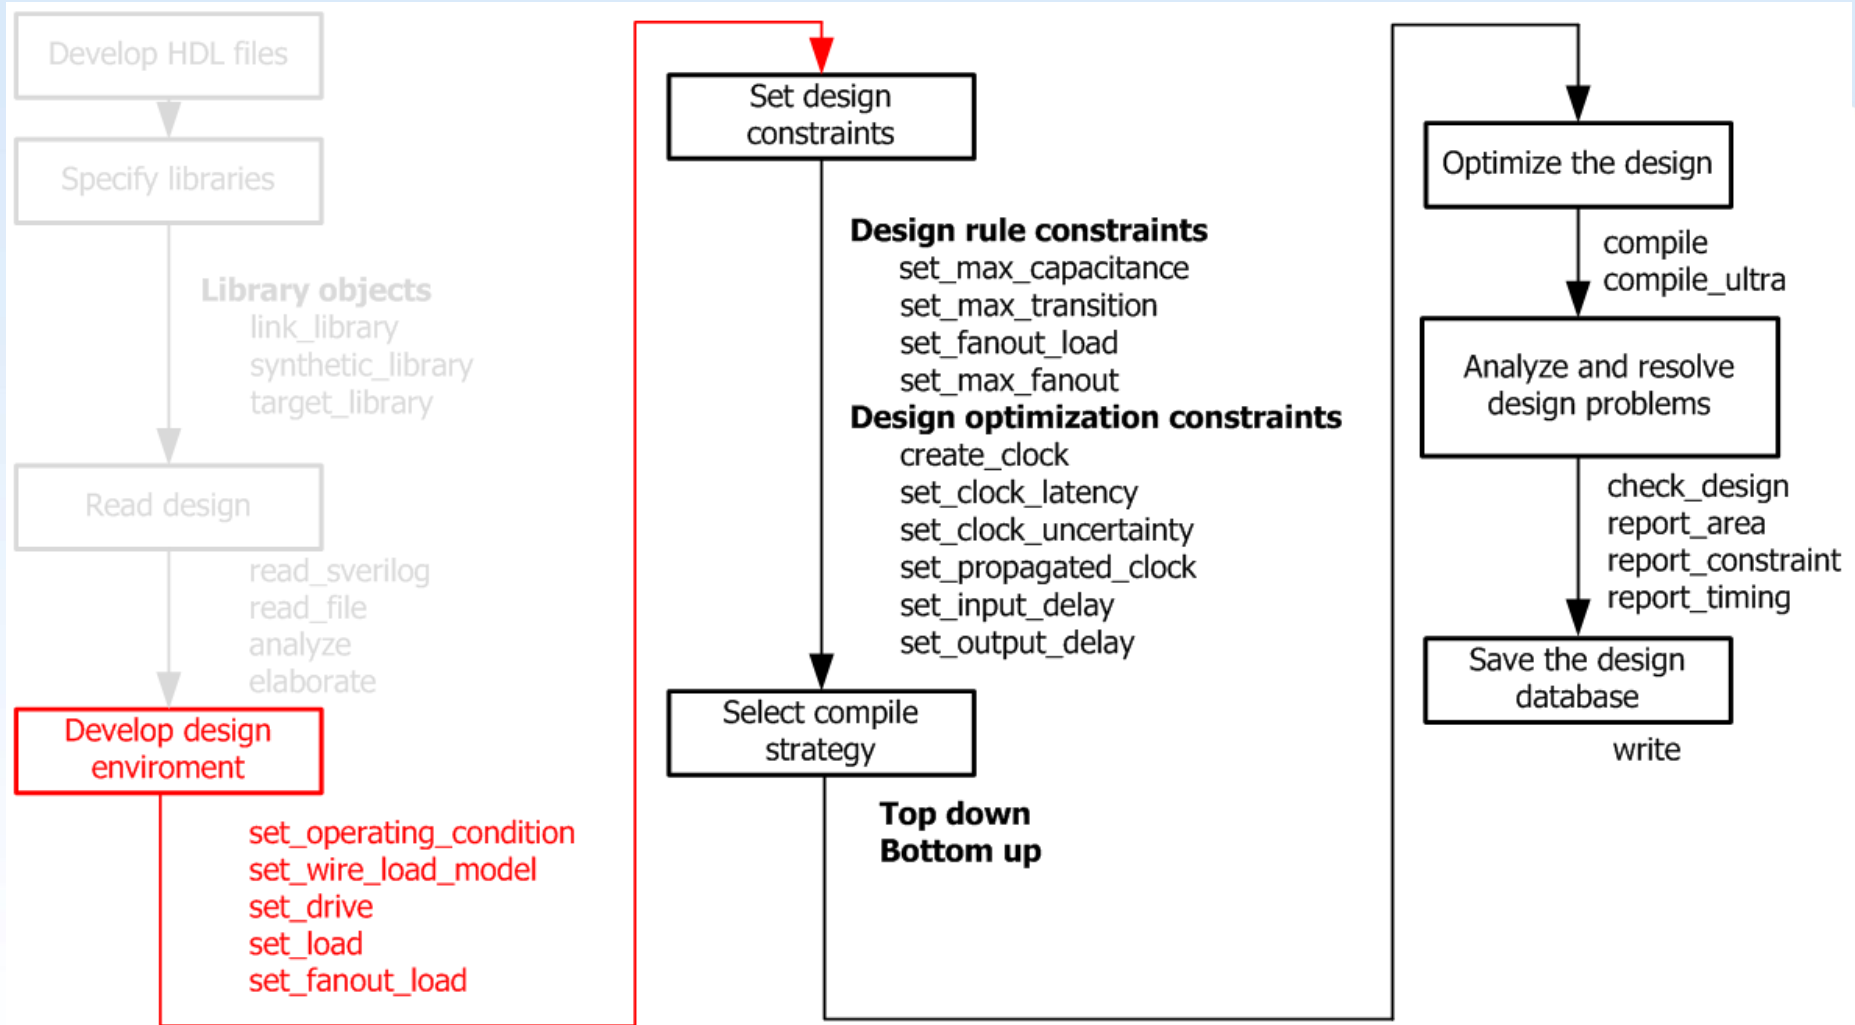 Develop HDL files
Specify libraries
Library objects
link_library
synthetic_library
target_library
Read design
read_sverilog
read_file
analyze
elaborate
Develop design
enviroment
set_operating_condition
set_wire_load_model
set_drive
set_load
set_fanout_load
Set design
constraints
Design rule constraints
set_max_capacitance
set_max_transition
set_fanout_load
set_max_fanout
Design optimization constraints
create_clock
set_clock_latency
set_clock_uncertainty
set_propagated_clock
set_input_delay
set_output_delay
Select compile
strategy
Top down
Bottom up
Optimize the design
compile
compile_ultra
Analyze and resolve
design problems
check_design
report_area
report_constraint
report_timing
Save the design
database
write